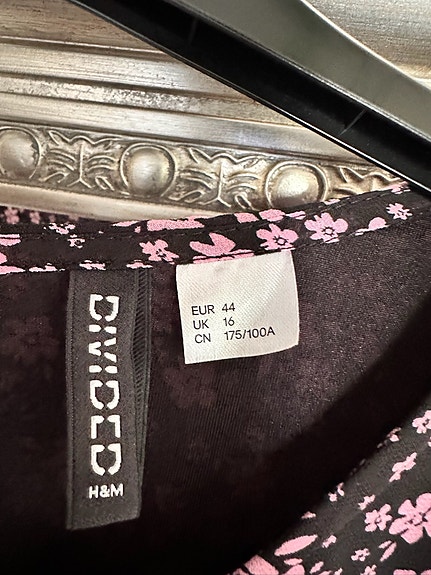 DIVIDED
H&M
EUR 44
UK 16
CN 175/100A